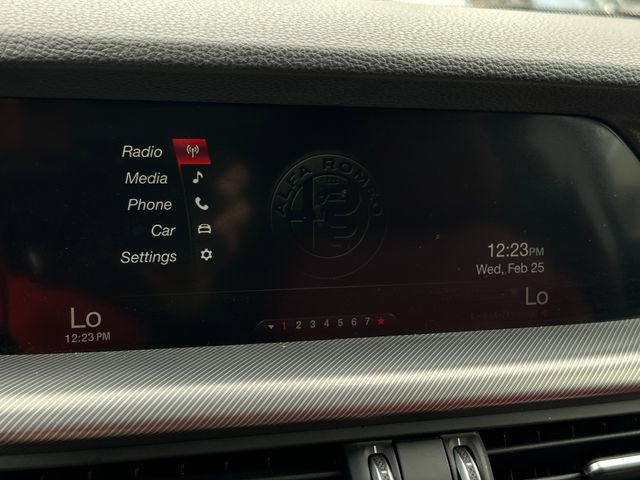 Radio
Media
Phone
Car
Settings
ALFA ROMEO
12:23PM
Wed, Feb 25
Lo
Lo
12:23 PM
1 2 3 4 5 6 7